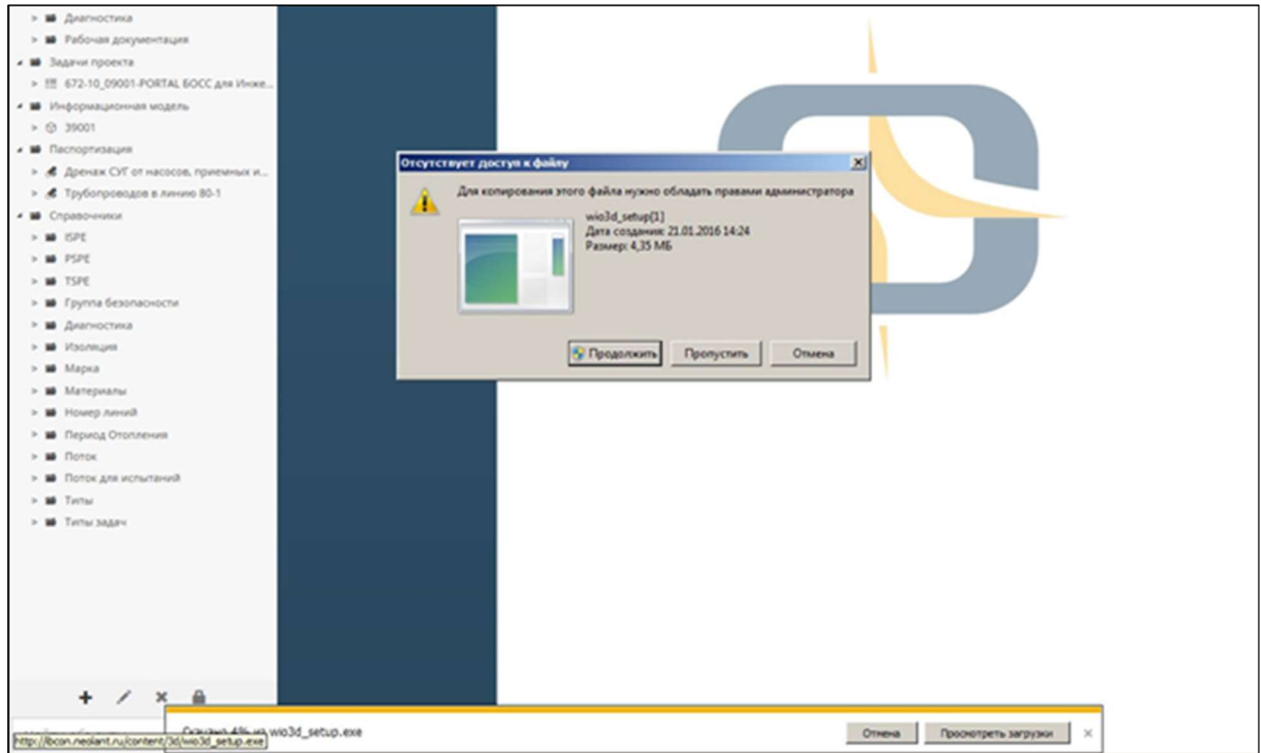 Диагностика
Рабочая документация
Задачи проекта
672-10_09001-PORTAL БОСС для Инже...
Информационная модель
39001
Паспортизация
Дренаж СУГ от насосов, приемных и...
Трубопроводов в линию 80-1
Справочники
ISPE
PSPE
TSPE
Группа безопасности
Диагностика
Изоляция
Марка
Материалы
Номер линий
Период Отопления
Поток
Поток для испытаний
Типы
Типы задач
Отсутствует доступ к файлу
Для копирования этого файла нужно обладать правами администратора
wio3d_setup[1]
Дата создания: 21.01.2016 14:24
Размер: 4,35 МБ
Продолжить Пропустить Отмена
4% из wio3d_setup.exe
Отмена Просмотреть загрузки
http://ibcon.neolant.ru/content/3d/wio3d_setup.exe